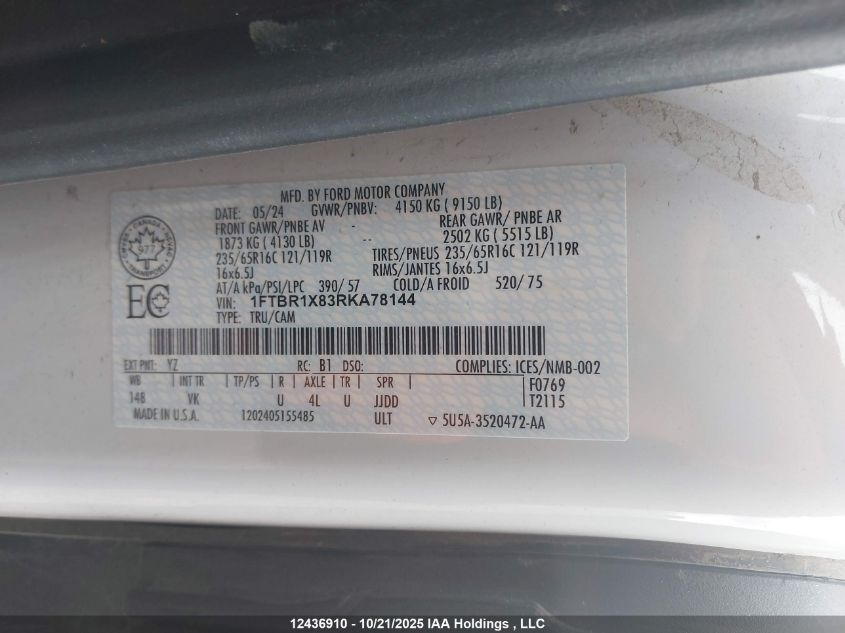 MFD. BY FORD MOTOR COMPANY
DATE: 05/24 GVWR/PNBV: 4150 KG ( 9150 LB)
FRONT GAWR/PNBE AV - REAR GAWR/ PNBE AR
1873 KG ( 4130 LB) -- 2502 KG ( 5515 LB)
235/65R16C 121/119R TIRES/PNEUS 235/65R16C 121/119R
16x6.5J RIMS/JANTES 16x6.5J
AT/A kPa/PSI/LPC 390/ 57 COLD/A FROID 520/ 75
VIN: 1FTBR1X83RKA78144
TYPE: TRU/CAM
CANADA
977
TRANSPORT
EC
EXT PNT: YZ RC: B1 DSO: COMPLIES: ICES/NMB-002
WB INT TR TP/PS R AXLE TR SPR F0769
148 VK U 4L U JJDD T2115
MADE IN U.S.A. 1202405155485 ULT ▽ 5U5A-3520472-AA
12436910 - 10/21/2025 IAA Holdings , LLC